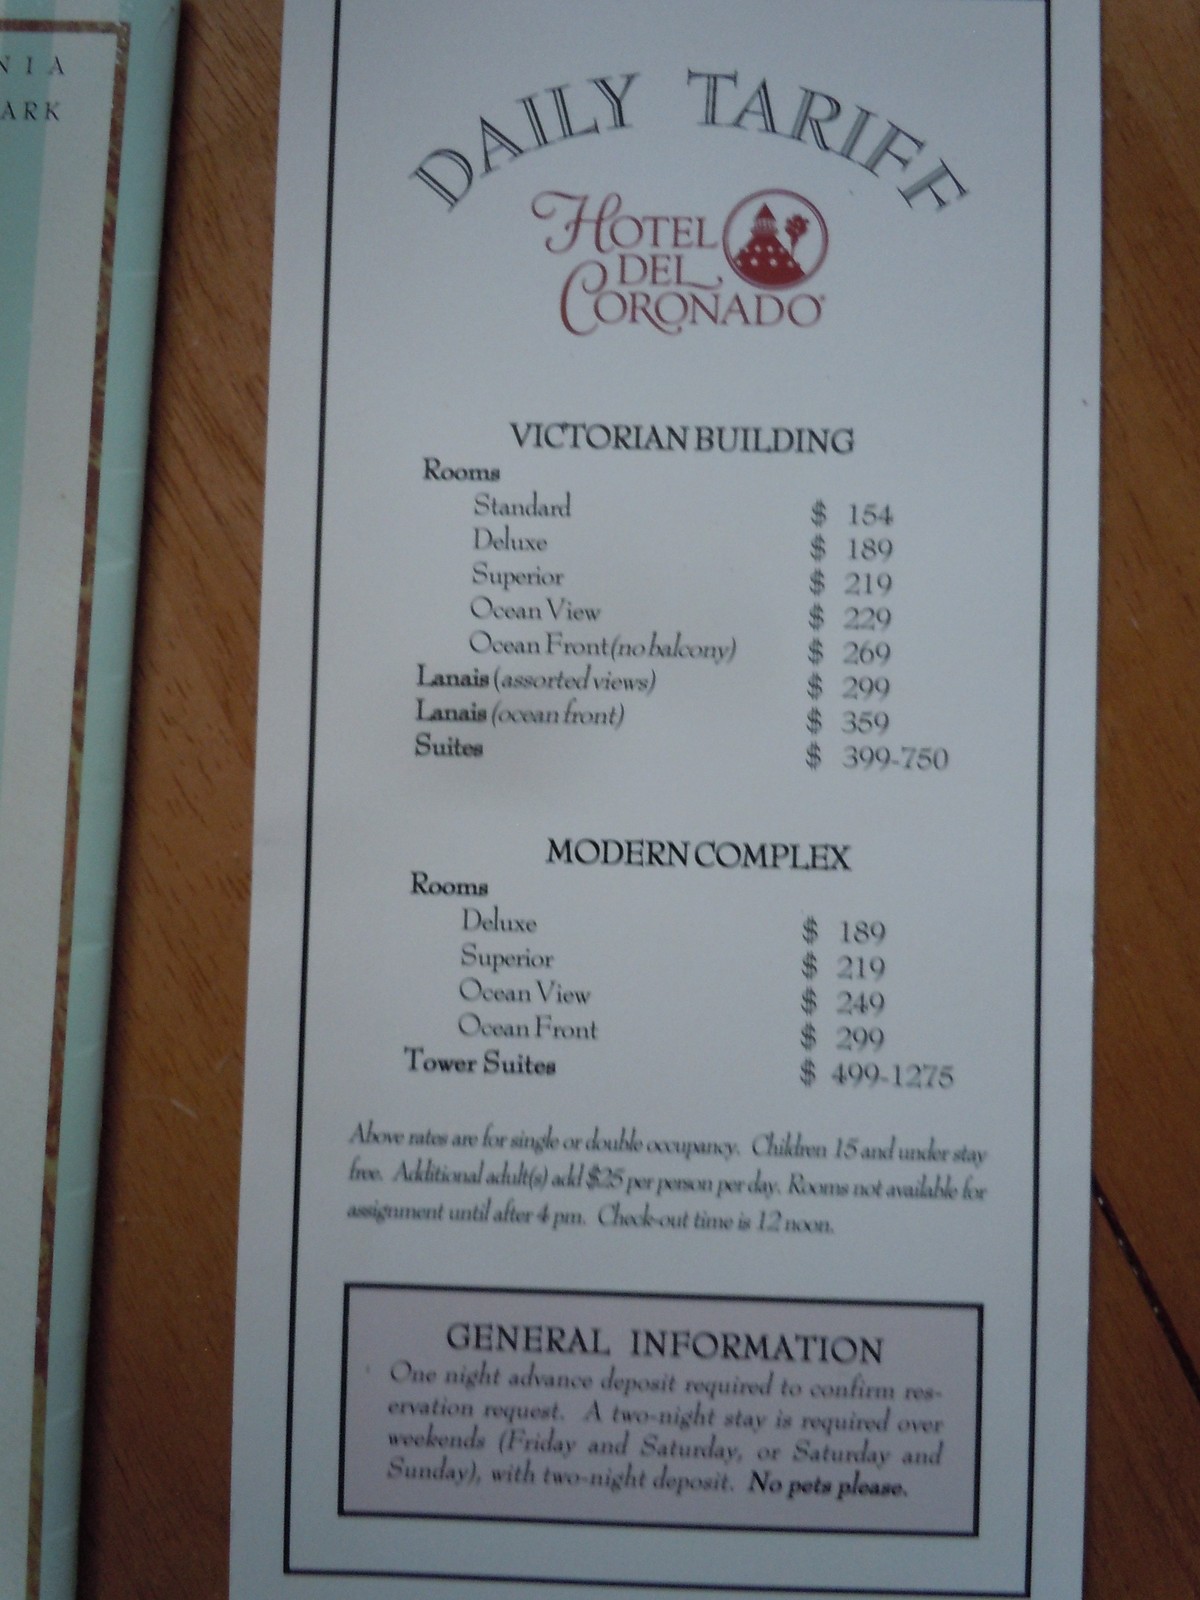 NIA
ARK
DAILY TARIFF
HOTEL
DEL
CORONADO
VICTORIAN BUILDING
Rooms
Standard $ 154
Deluxe $ 189
Superior $ 219
Ocean View $ 229
Ocean Front (no balcony) $ 269
Lanais (assorted views) $ 299
Lanais (ocean front) $ 359
Suites $ 399-750
MODERN COMPLEX
Rooms
Deluxe $ 189
Superior $ 219
Ocean View $ 249
Ocean Front $ 299
Tower Suites $ 499-1275
Above rates are for single or double occupancy. Children 15 and under stay
free. Additional adult(s) add $25 per person per day. Rooms not available for
assignment until after 4 pm. Check-out time is 12 noon.
GENERAL INFORMATION
One night advance deposit required to confirm res-
ervation request. A two-night stay is required over
weekends (Friday and Saturday, or Saturday and
Sunday), with two-night deposit. No pets please.